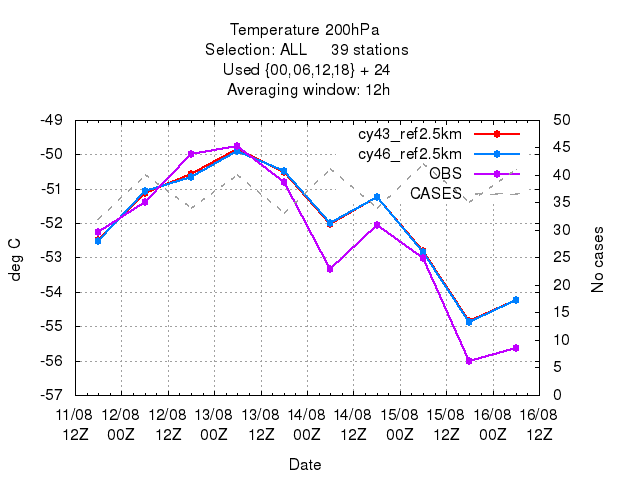 Temperature 200hPa
Selection: ALL 39 stations
Used {00,06,12,18} + 24
Averaging window: 12h
-49 50
cy43_ref2.5km
-50 45
cy46_ref2.5km
OBS
40
-51
CASES
35
-52
30
deg C
-53 25
No cases
20
-54
15
-55
10
-56
5
-57 0
11/08 12/08 12/08 13/08 13/08 14/08 14/08 15/08 15/08 16/08 16/08
12Z 00Z 12Z 00Z 12Z 00Z 12Z 00Z 12Z 00Z 12Z
Date